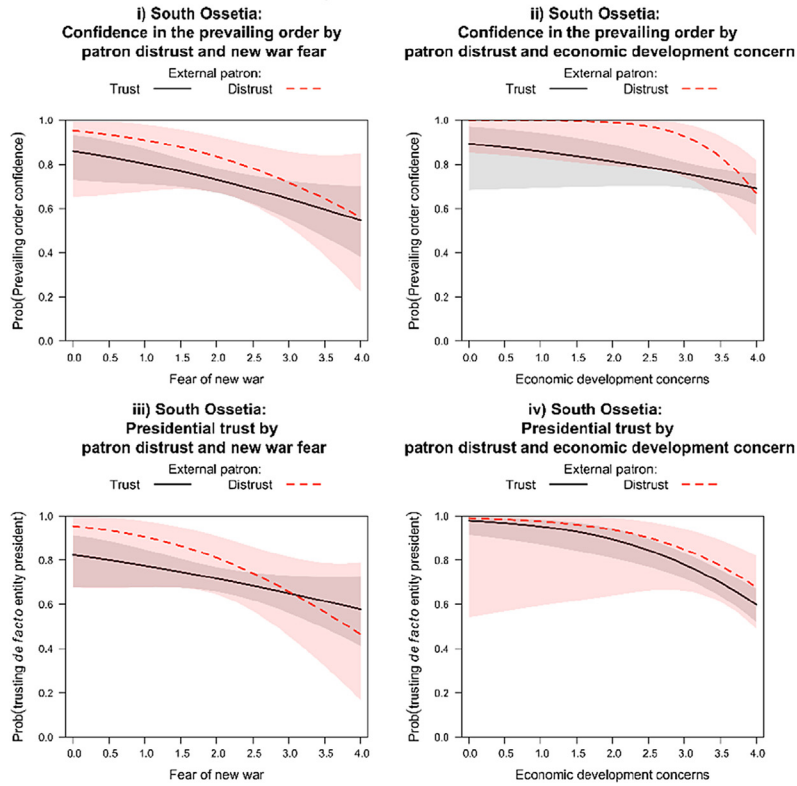 i) South Ossetia:
Confidence in the prevailing order by
patron distrust and new war fear
External patron:
Trust
Distrust
Prob(Prevailing order confidence)
1.0
0.8
0.6
0.4
0.2
0.0
0.0 0.5 1.0 1.5 2.0 2.5 3.0 3.5 4.0
Fear of new war
ii) South Ossetia:
Confidence in the prevailing order by
patron distrust and economic development concern
External patron:
Trust
Distrust
Prob(Prevailing order confidence)
1.0
0.8
0.6
0.4
0.2
0.0
0.0 0.5 1.0 1.5 2.0 2.5 3.0 3.5 4.0
Economic development concerns
iii) South Ossetia:
Presidential trust by
patron distrust and new war fear
External patron:
Trust
Distrust
Prob(trusting de facto entity president)
1.0
0.8
0.6
0.4
0.2
0.0
0.0 0.5 1.0 1.5 2.0 2.5 3.0 3.5 4.0
Fear of new war
iv) South Ossetia:
Presidential trust by
patron distrust and economic development concern
External patron:
Trust
Distrust
Prob(trusting de facto entity president)
1.0
0.8
0.6
0.4
0.2
0.0
0.0 0.5 1.0 1.5 2.0 2.5 3.0 3.5 4.0
Economic development concerns